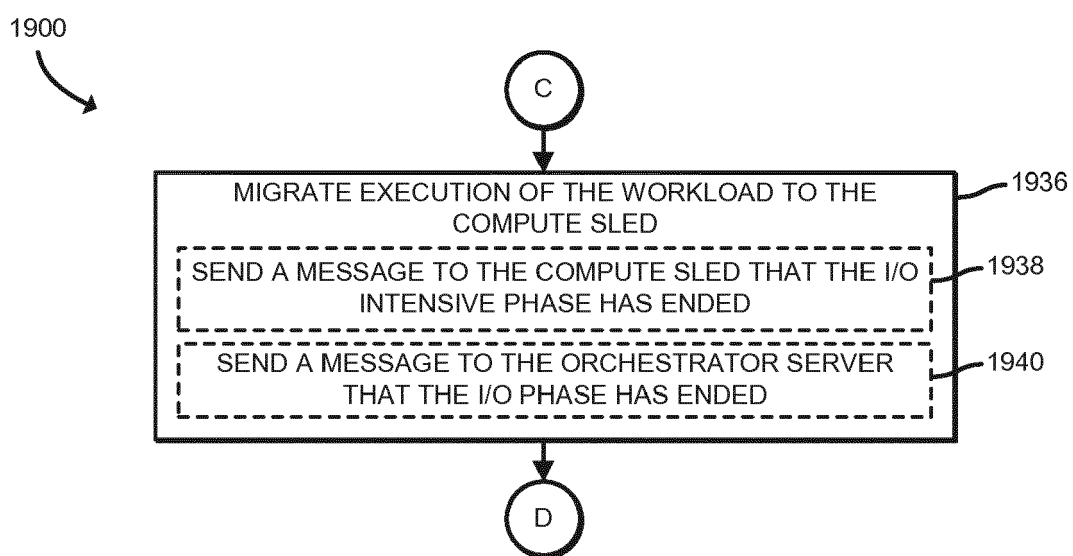 1900
C
MIGRATE EXECUTION OF THE WORKLOAD TO THE
COMPUTE SLED
1936
SEND A MESSAGE TO THE COMPUTE SLED THAT THE I/O
INTENSIVE PHASE HAS ENDED
1938
SEND A MESSAGE TO THE ORCHESTRATOR SERVER
THAT THE I/O PHASE HAS ENDED
1940
D